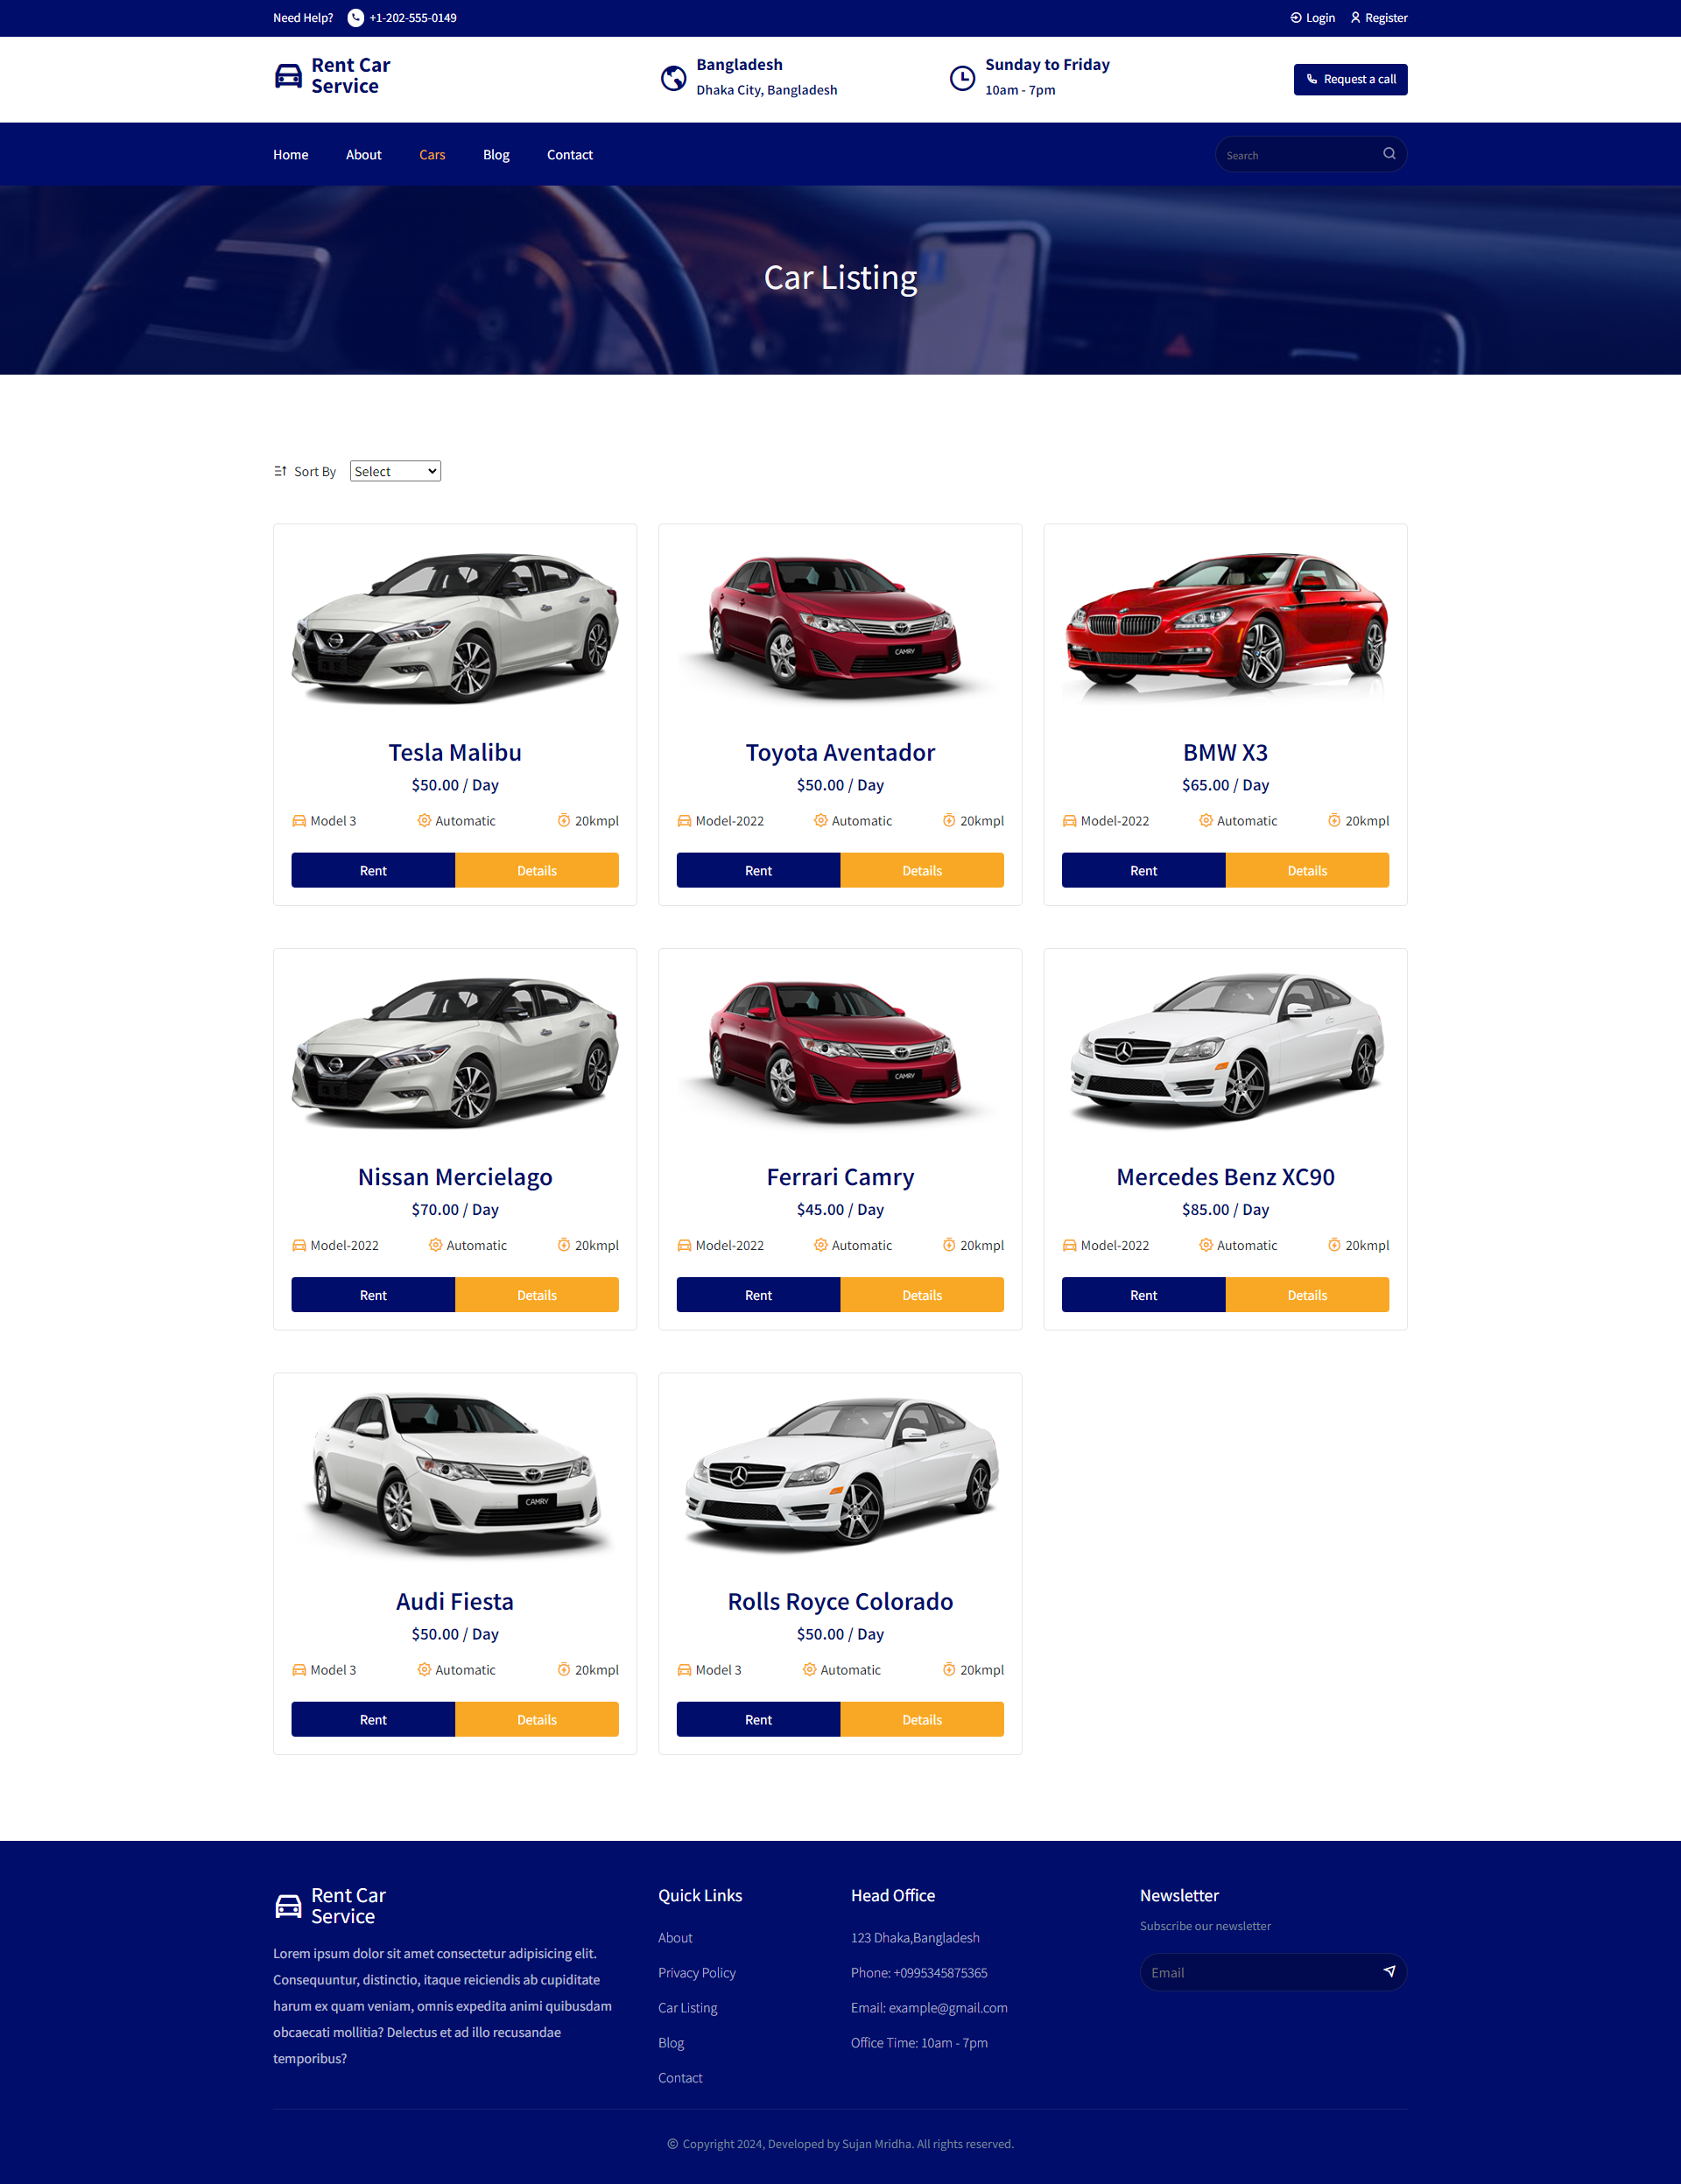 Need Help? +1-202-555-0149 Login Register
Rent Car
Service
Bangladesh
Dhaka City, Bangladesh
Sunday to Friday
10am - 7pm
Request a call
Home About Cars Blog Contact Search
Car Listing
Sort By Select
CAMRY
Tesla Malibu
$50.00 / Day
Model 3 Automatic 20kmpl
Rent Details
Toyota Aventador
$50.00 / Day
Model-2022 Automatic 20kmpl
Rent Details
BMW X3
$65.00 / Day
Model-2022 Automatic 20kmpl
Rent Details
CAMRY
Nissan Mercielago
$70.00 / Day
Model-2022 Automatic 20kmpl
Rent Details
Ferrari Camry
$45.00 / Day
Model-2022 Automatic 20kmpl
Rent Details
Mercedes Benz XC90
$85.00 / Day
Model-2022 Automatic 20kmpl
Rent Details
CAMRY
Audi Fiesta
$50.00 / Day
Model 3 Automatic 20kmpl
Rent Details
Rolls Royce Colorado
$50.00 / Day
Model 3 Automatic 20kmpl
Rent Details
Rent Car
Service
Lorem ipsum dolor sit amet consectetur adipisicing elit.
Consequuntur, distinctio, itaque reiciendis ab cupiditate
harum ex quam veniam, omnis expedita animi quibusdam
obcaecati mollitia? Delectus et ad illo recusandae
temporibus?
Quick Links
About
Privacy Policy
Car Listing
Blog
Contact
Head Office
123 Dhaka,Bangladesh
Phone: +0995345875365
Email: example@gmail.com
Office Time: 10am - 7pm
Newsletter
Subscribe our newsletter
Email
© Copyright 2024, Developed by Sujan Mridha. All rights reserved.